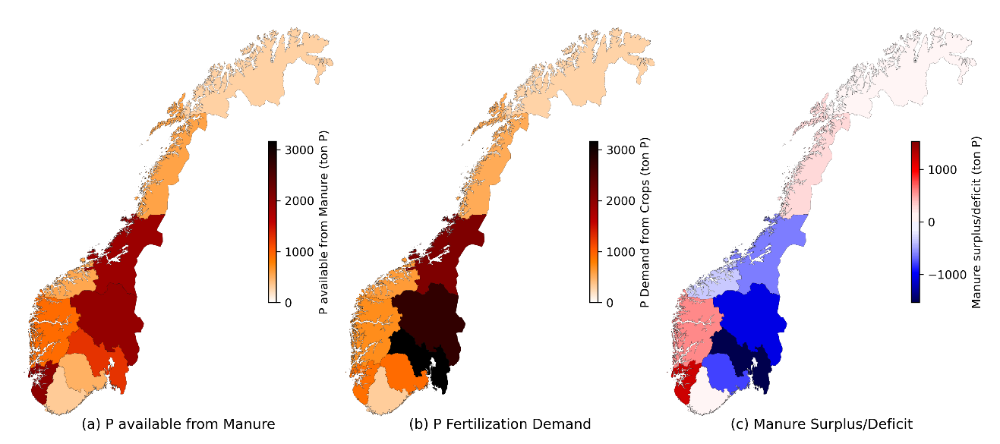 3000
2000
1000
0
P available from Manure (ton P)
3000
2000
1000
0
P Demand from Crops (ton P)
1000
0
−1000
Manure surplus/deficit (ton P)
(a) P available from Manure
(b) P Fertilization Demand
(c) Manure Surplus/Deficit